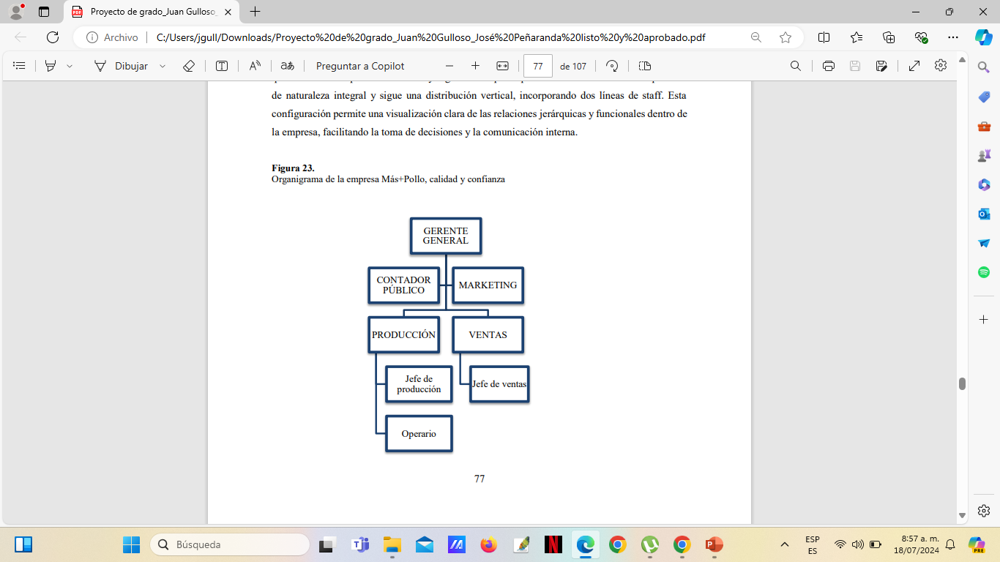 Proyecto de grado_Juan Gulloso_
Archivo
C:/Users/jgull/Downloads/Proyecto%20de%20grado_Juan%20Gulloso_José%20Peñaranda%20listo%20y%20aprobado.pdf
Dibujar
Preguntar a Copilot
77
de 107
de naturaleza integral y sigue una distribución vertical, incorporando dos líneas de staff. Esta
configuración permite una visualización clara de las relaciones jerárquicas y funcionales dentro de
la empresa, facilitando la toma de decisiones y la comunicación interna.
Figura 23.
Organigrama de la empresa Más+Pollo, calidad y confianza
GERENTE
GENERAL
CONTADOR
PÚBLICO
MARKETING
PRODUCCIÓN
VENTAS
Jefe de
producción
Jefe de ventas
Operario
77
Búsqueda
ESP
ES
8:57 a. m.
18/07/2024
PRE